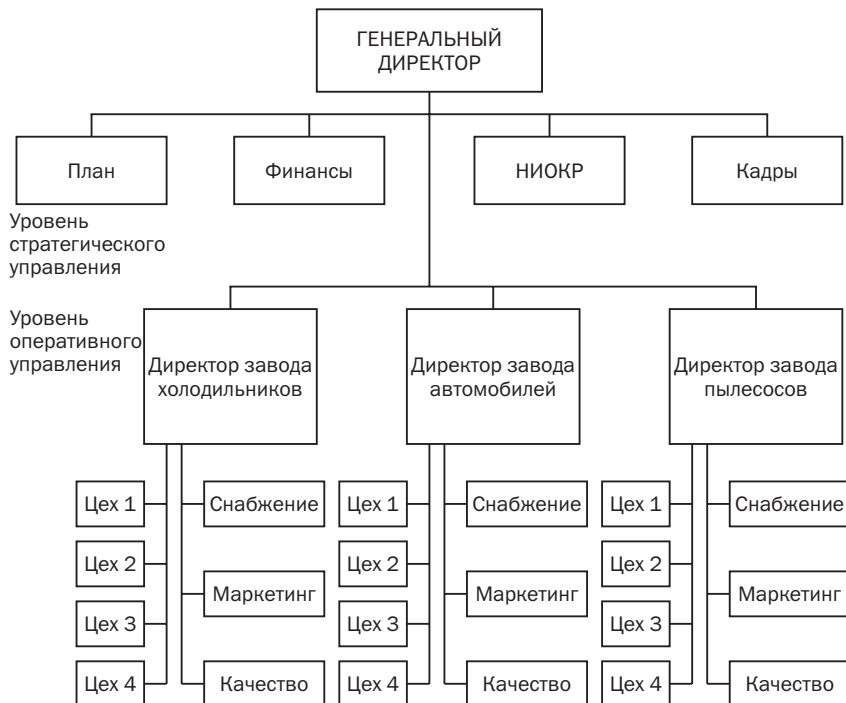 ГЕНЕРАЛЬНЫЙ
ДИРЕКТОР
План
Финансы
НИОКР
Кадры
Уровень
стратегического
управления
Уровень
оперативного
управления
Директор завода
холодильников
Директор завода
автомобилей
Директор завода
пылесосов
Цех 1
Снабжение
Цех 1
Снабжение
Цех 1
Снабжение
Цех 2
Маркетинг
Цех 2
Маркетинг
Цех 2
Маркетинг
Цех 3
Цех 3
Цех 3
Цех 4
Качество
Цех 4
Качество
Цех 4
Качество